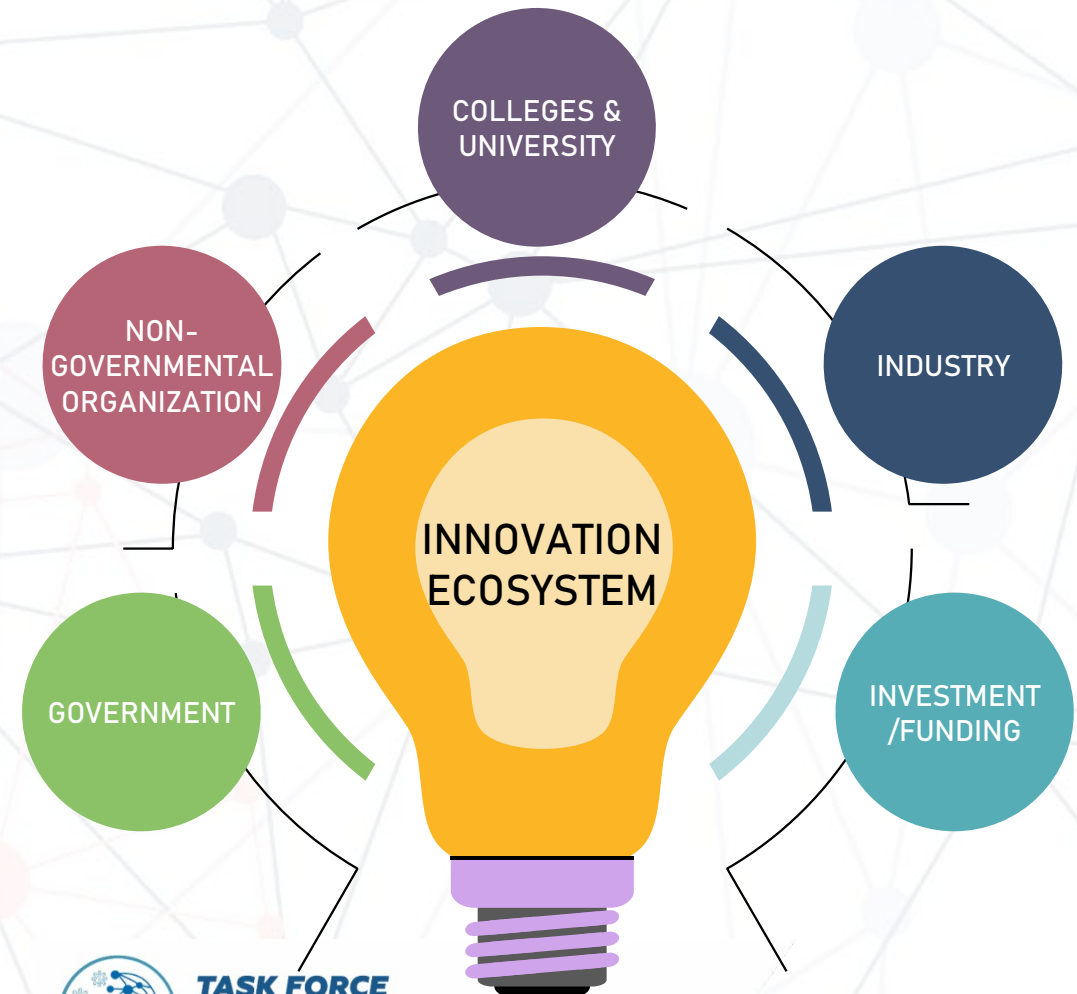 COLLEGES &
UNIVERSITY
NON-
GOVERNMENTAL
ORGANIZATION
INDUSTRY
INNOVATION
ECOSYSTEM
GOVERNMENT
INVESTMENT
/FUNDING
TASK FORCE